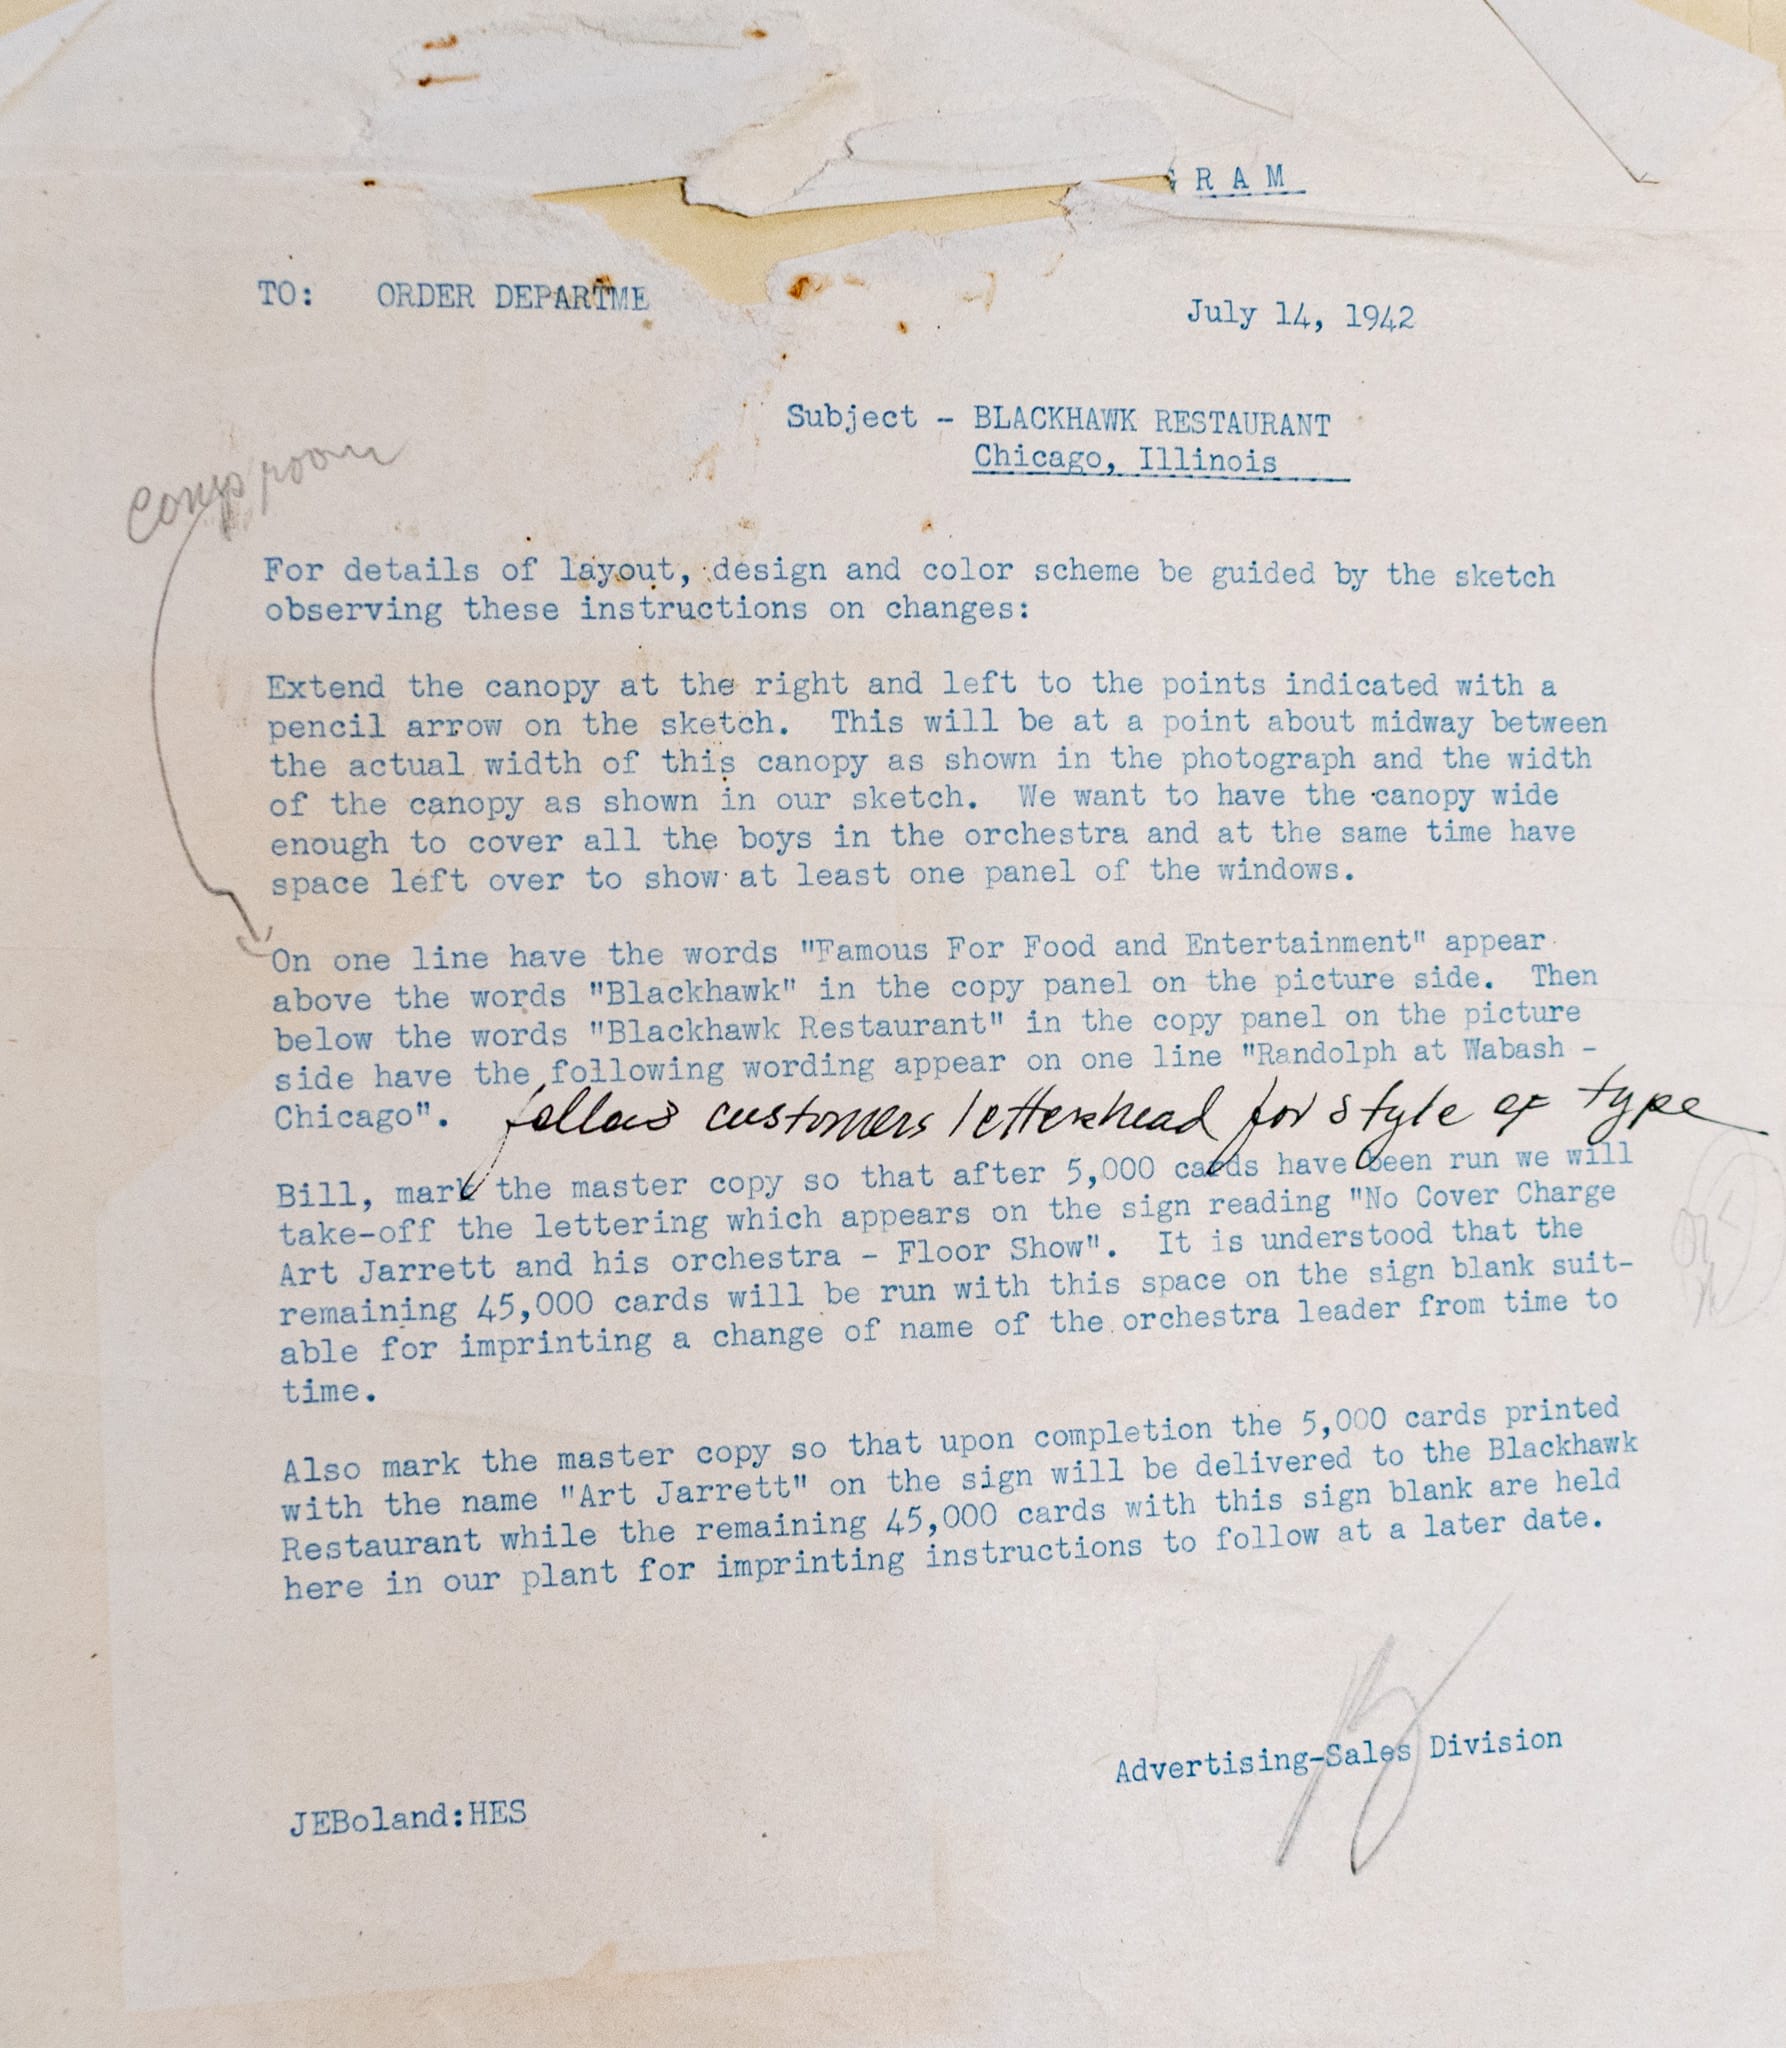 RAM
TO: ORDER DEPARTME
July 14, 1942
Subject - BLACKHAWK RESTAURANT
Chicago, Illinois
Comp room
For details of layout, design and color scheme be guided by the sketch
observing these instructions on changes:
Extend the canopy at the right and left to the points indicated with a
pencil arrow on the sketch. This will be at a point about midway between
the actual width of this canopy as shown in the photograph and the width
of the canopy as shown in our sketch. We want to have the canopy wide
enough to cover all the boys in the orchestra and at the same time have
space left over to show at least one panel of the windows.
On one line have the words "Famous For Food and Entertainment" appear
above the words "Blackhawk" in the copy panel on the picture side. Then
below the words "Blackhawk Restaurant" in the copy panel on the picture
side have the following wording appear on one line "Randolph at Wabash -
Chicago". follow customers letterhead for style of type
Bill, mark the master copy so that after 5,000 cards have been run we will
take-off the lettering which appears on the sign reading "No Cover Charge
Art Jarrett and his orchestra - Floor Show". It is understood that the
remaining 45,000 cards will be run with this space on the sign blank suit-
able for imprinting a change of name of the orchestra leader from time to
time.
Also mark the master copy so that upon completion the 5,000 cards printed
with the name "Art Jarrett" on the sign will be delivered to the Blackhawk
Restaurant while the remaining 45,000 cards with this sign blank are held
here in our plant for imprinting instructions to follow at a later date.
Advertising-Sales Division
JEBoland:HES